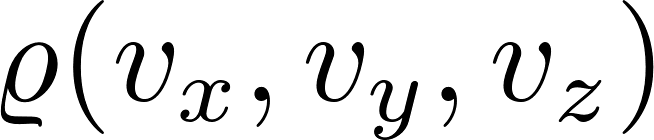 ϱ(v_x, v_y, v_z)